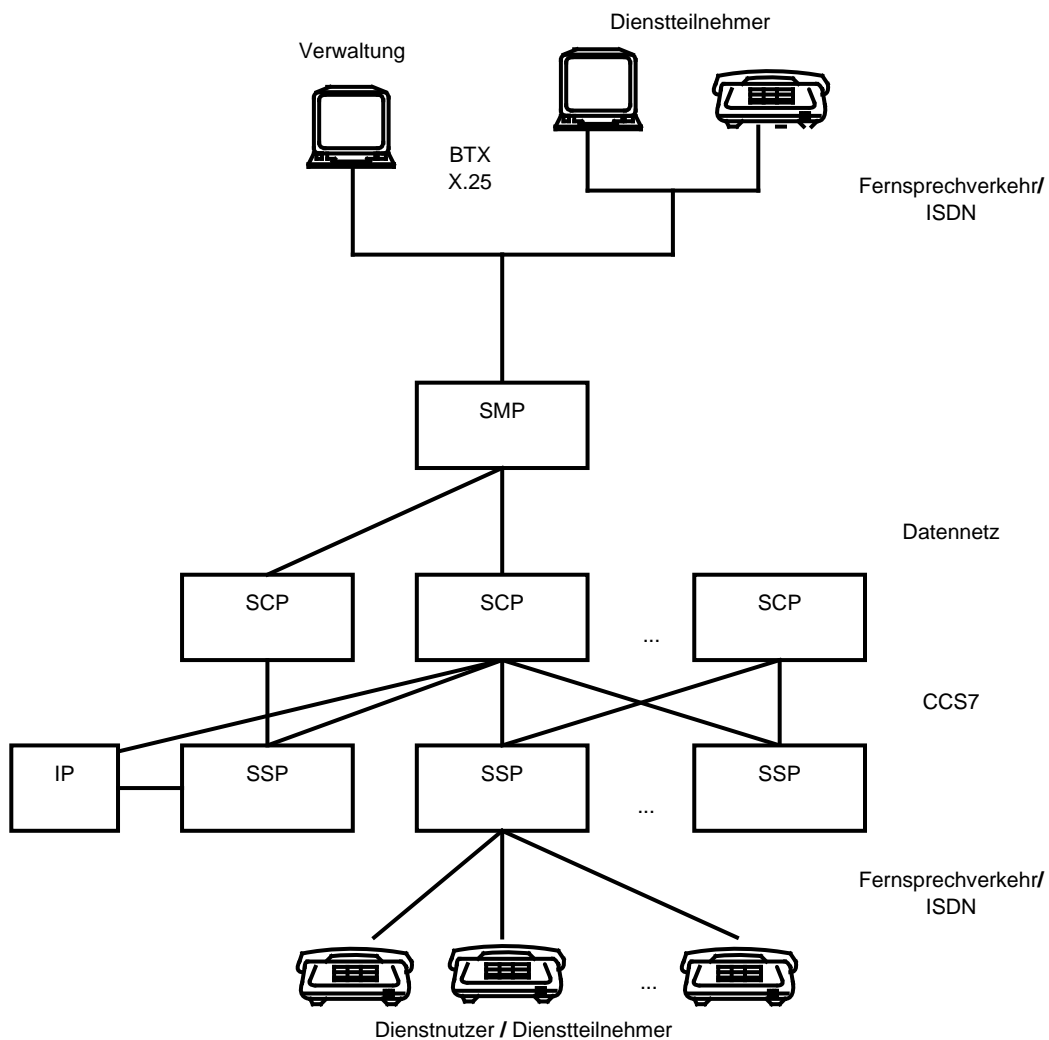 Dienstteilnehmer
Verwaltung
BTX
X.25
Fernsprechverkehr/
ISDN
SMP
Datennetz
SCP
SCP
...
SCP
CCS7
IP
SSP
SSP
...
SSP
Fernsprechverkehr/
ISDN
...
Dienstnutzer / Dienstteilnehmer